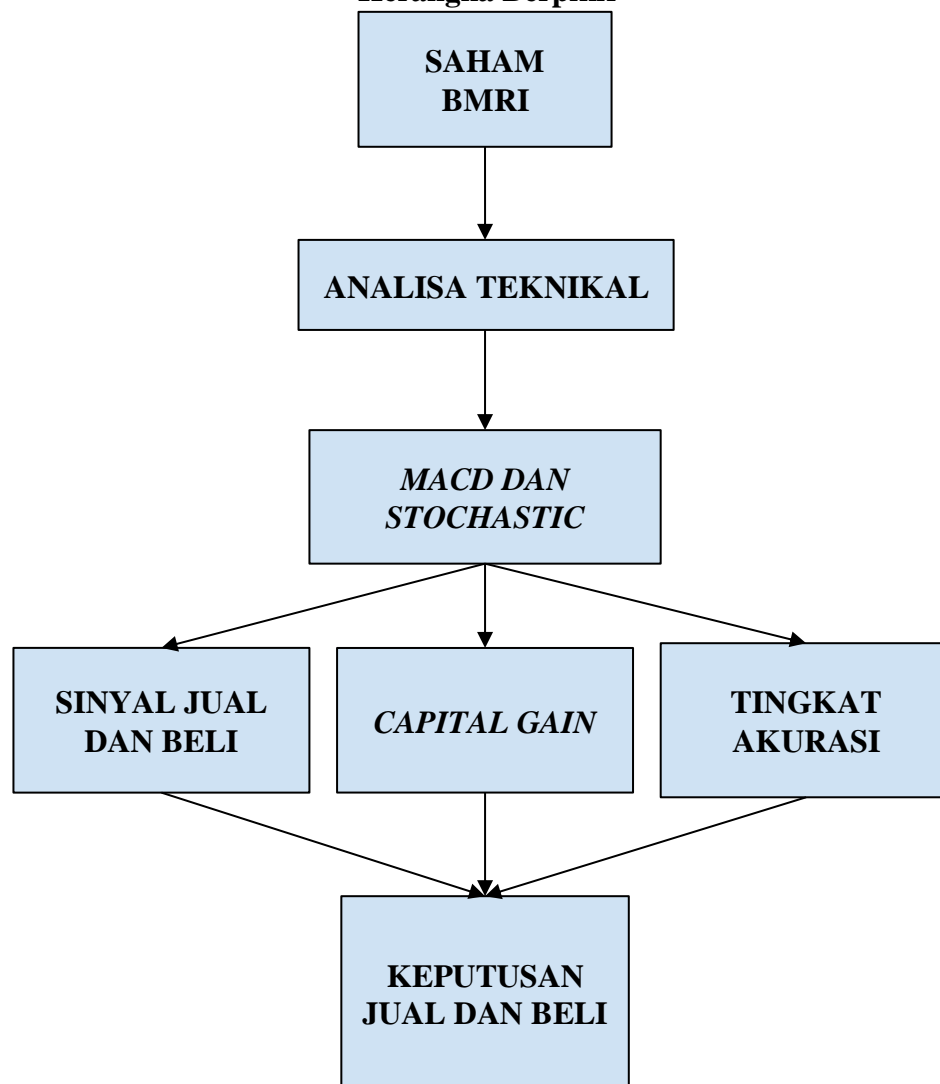 SAHAM
BMRI
ANALISA TEKNIKAL
MACD DAN
STOCHASTIC
SINYAL JUAL
DAN BELI
CAPITAL GAIN
TINGKAT
AKURASI
KEPUTUSAN
JUAL DAN BELI